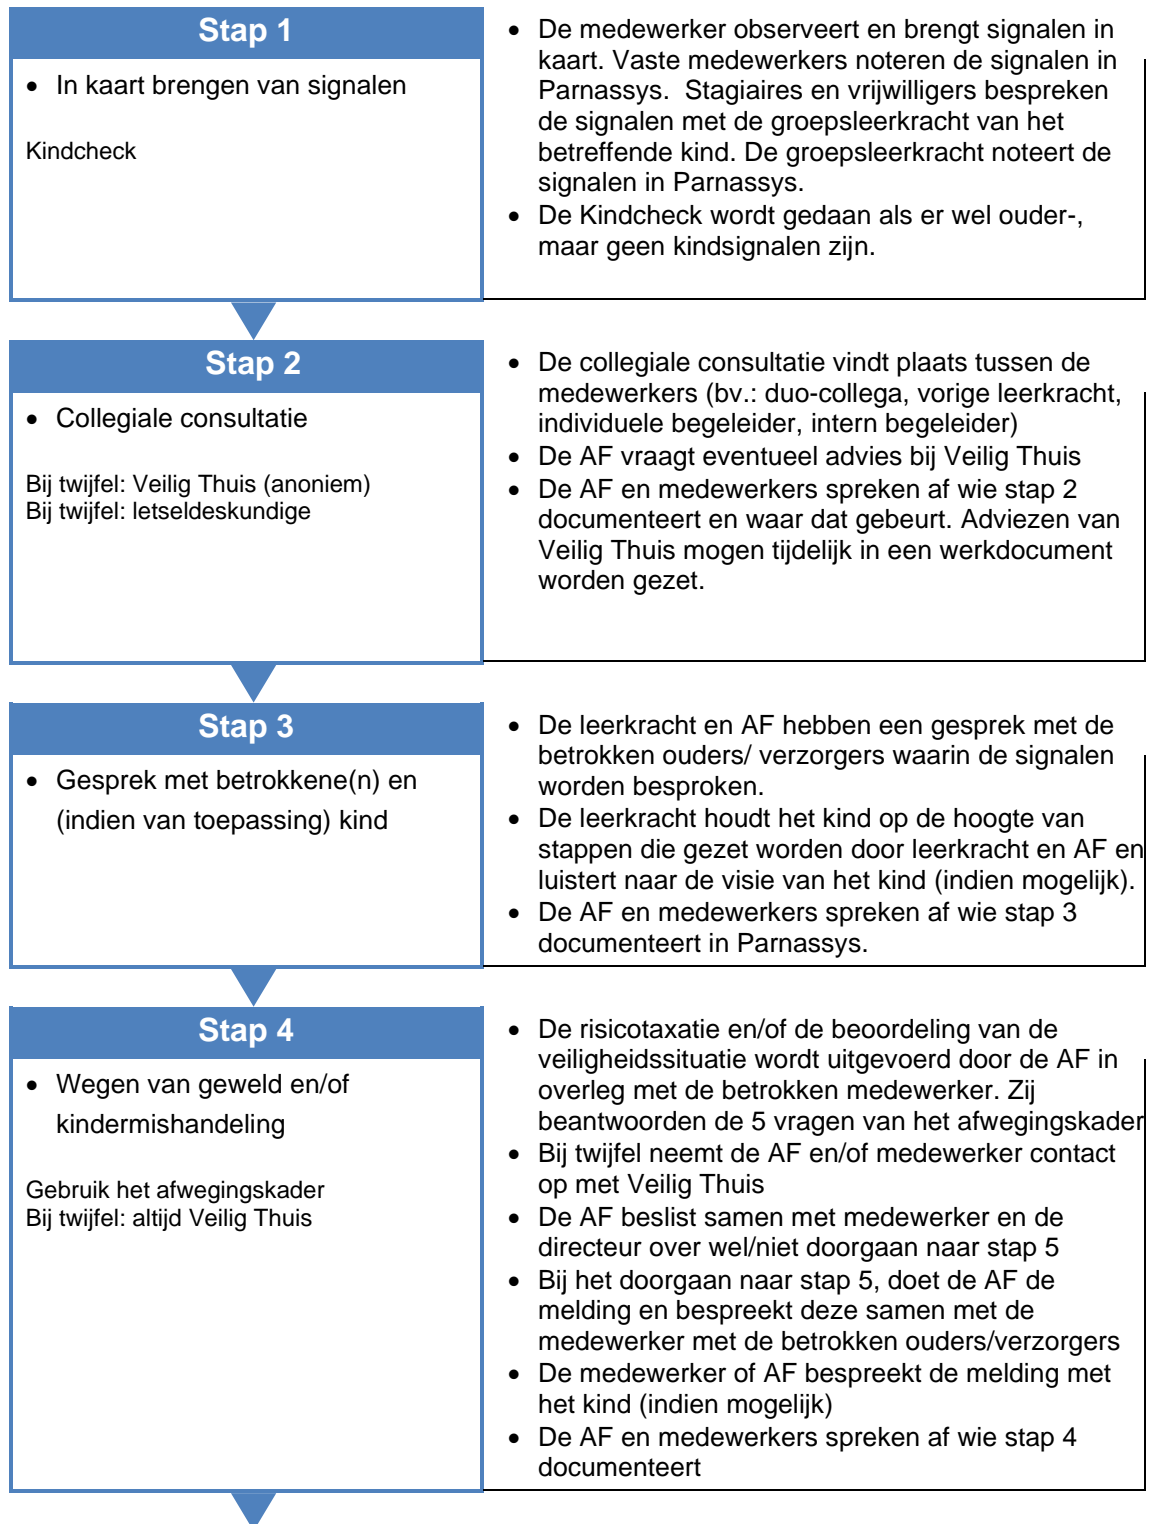 Stap 1
• In kaart brengen van signalen
Kindcheck
• De medewerker observeert en brengt signalen in
kaart. Vaste medewerkers noteren de signalen in
Parnassys.  Stagiaires en vrijwilligers bespreken
de signalen met de groepsleerkracht van het
betreffende kind. De groepsleerkracht noteert de
signalen in Parnassys.
• De Kindcheck wordt gedaan als er wel ouder-,
maar geen kindsignalen zijn.
Stap 2
• Collegiale consultatie
Bij twijfel: Veilig Thuis (anoniem)
Bij twijfel: letseldeskundige
• De collegiale consultatie vindt plaats tussen de
medewerkers (bv.: duo-collega, vorige leerkracht,
individuele begeleider, intern begeleider)
• De AF vraagt eventueel advies bij Veilig Thuis
• De AF en medewerkers spreken af wie stap 2
documenteert en waar dat gebeurt. Adviezen van
Veilig Thuis mogen tijdelijk in een werkdocument
worden gezet.
Stap 3
• Gesprek met betrokkene(n) en
(indien van toepassing) kind
• De leerkracht en AF hebben een gesprek met de
betrokken ouders/ verzorgers waarin de signalen
worden besproken.
• De leerkracht houdt het kind op de hoogte van
stappen die gezet worden door leerkracht en AF en
luistert naar de visie van het kind (indien mogelijk).
• De AF en medewerkers spreken af wie stap 3
documenteert in Parnassys.
Stap 4
• Wegen van geweld en/of
kindermishandeling
Gebruik het afwegingskader
Bij twijfel: altijd Veilig Thuis
• De risicotaxatie en/of de beoordeling van de
veiligheidssituatie wordt uitgevoerd door de AF in
overleg met de betrokken medewerker. Zij
beantwoorden de 5 vragen van het afwegingskader
• Bij twijfel neemt de AF en/of medewerker contact
op met Veilig Thuis
• De AF beslist samen met medewerker en de
directeur over wel/niet doorgaan naar stap 5
• Bij het doorgaan naar stap 5, doet de AF de
melding en bespreekt deze samen met de
medewerker met de betrokken ouders/verzorgers
• De medewerker of AF bespreekt de melding met
het kind (indien mogelijk)
• De AF en medewerkers spreken af wie stap 4
documenteert